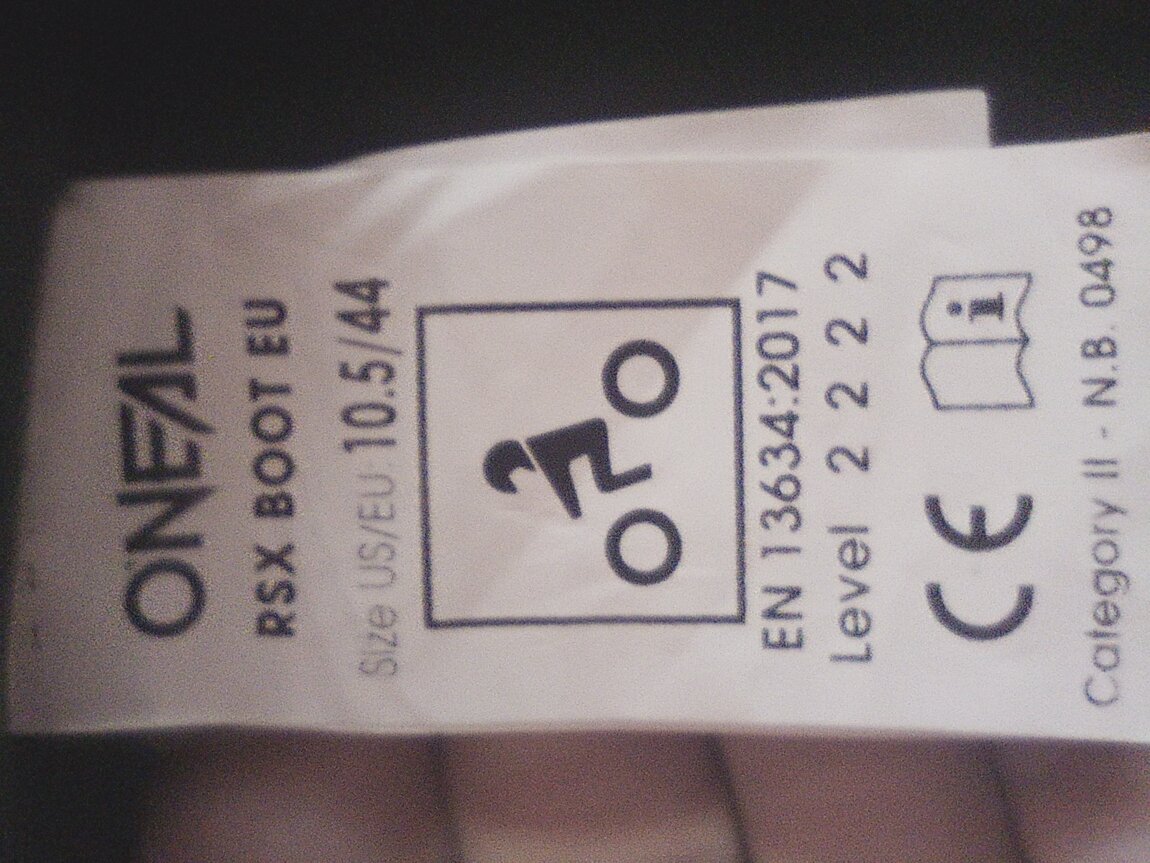 ONEAL
RSX BOOT EU
Size US/EU: 10.5/44
EN 13634:2017
Level 2 2 2 2
CE i
Category II - N.B. 0498